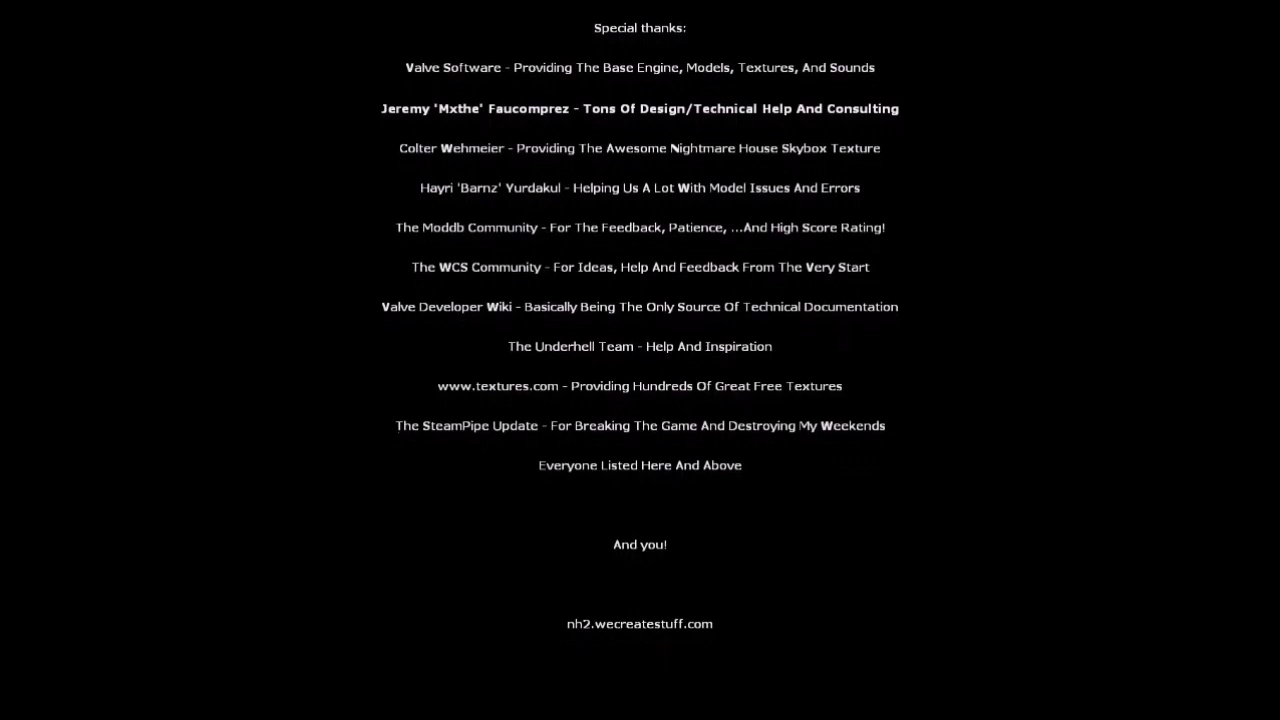 Special thanks:
Valve Software - Providing The Base Engine, Models, Textures, And Sounds
Jeremy 'Mxthe' Faucomprez - Tons Of Design/Technical Help And Consulting
Colter Wehmeier - Providing The Awesome Nightmare House Skybox Texture
Hayri 'Barnz' Yurdakul - Helping Us A Lot With Model Issues And Errors
The Moddb Community - For The Feedback, Patience, ...And High Score Rating!
The WCS Community - For Ideas, Help And Feedback From The Very Start
Valve Developer Wiki - Basically Being The Only Source Of Technical Documentation
The Underhell Team - Help And Inspiration
www.textures.com - Providing Hundreds Of Great Free Textures
The SteamPipe Update - For Breaking The Game And Destroying My Weekends
Everyone Listed Here And Above
And you!
nh2.wecreatestuff.com